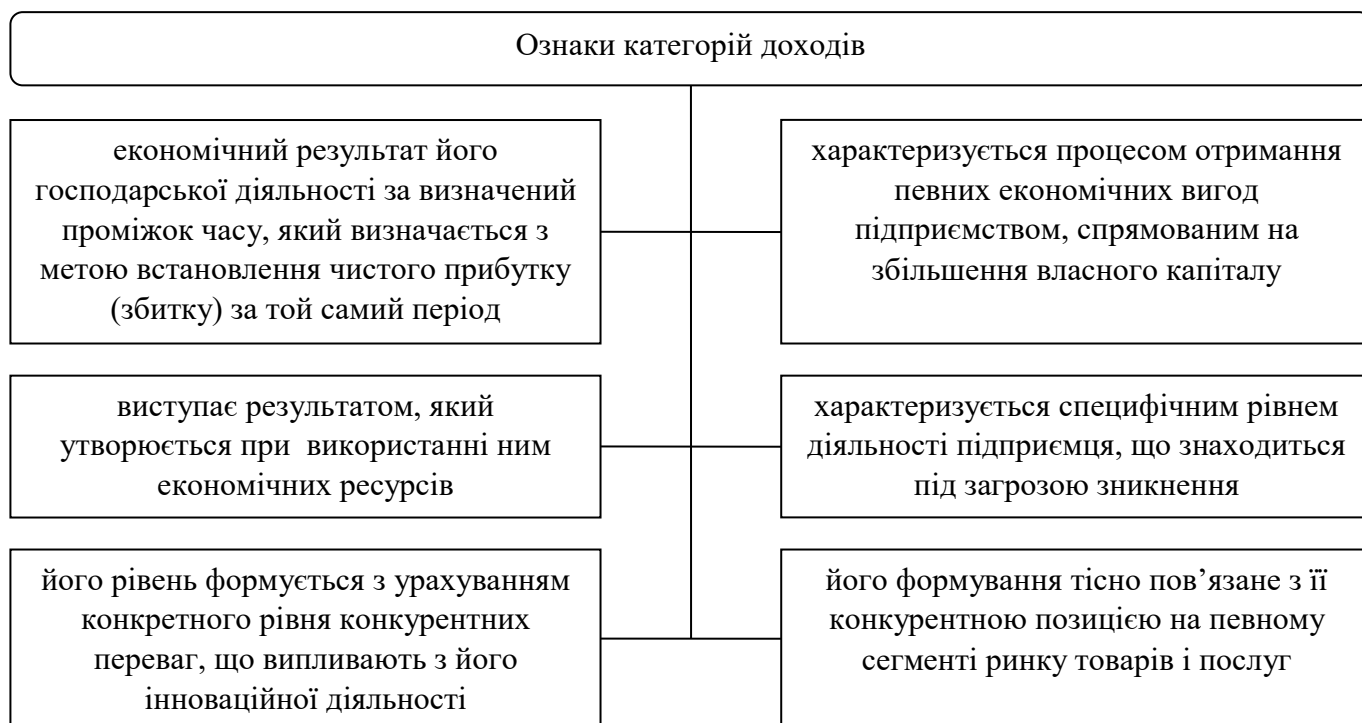 Ознаки категорій доходів
економічний результат його
господарської діяльності за визначений
проміжок часу, який визначається з
метою встановлення чистого прибутку
(збитку) за той самий період
характеризується процесом отримання
певних економічних вигод
підприємством, спрямованим на
збільшення власного капіталу
виступає результатом, який
утворюється при використанні ним
економічних ресурсів
характеризується специфічним рівнем
діяльності підприємця, що знаходиться
під загрозою зникнення
його рівень формується з урахуванням
конкретного рівня конкурентних
переваг, що випливають з його
інноваційної діяльності
його формування тісно пов’язане з її
конкурентною позицією на певному
сегменті ринку товарів і послуг